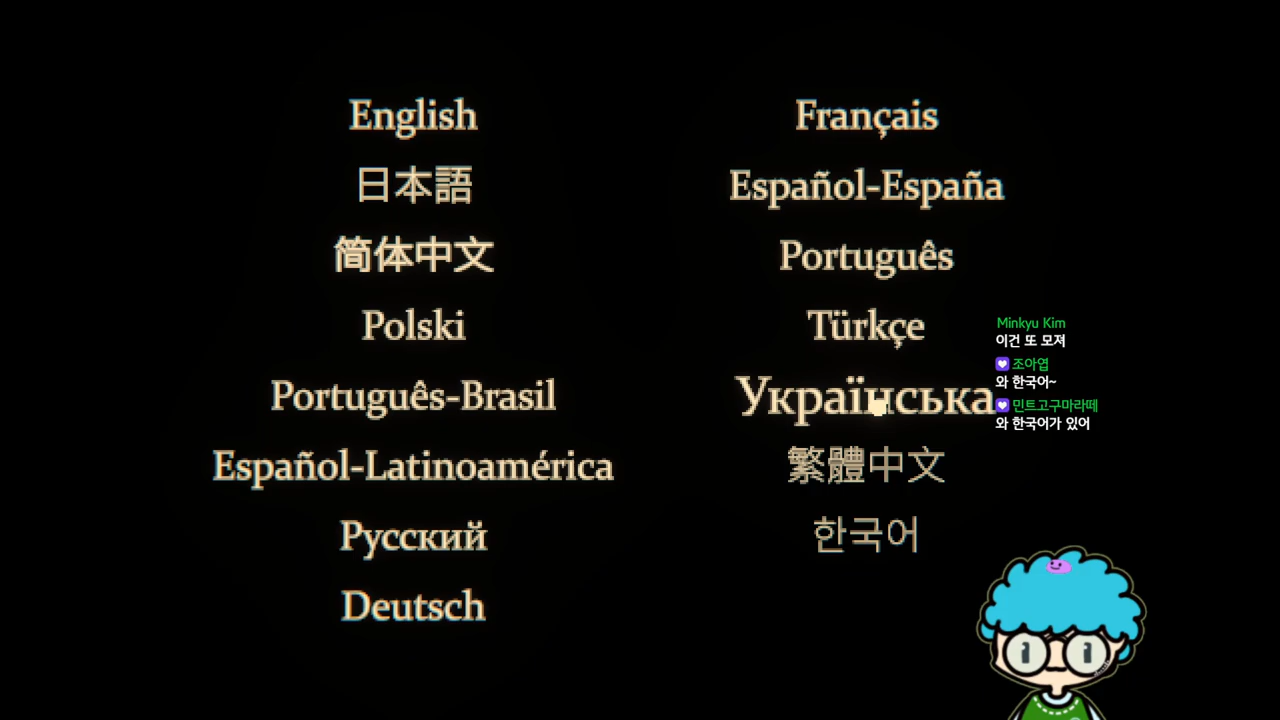 English
日本語
简体中文
Polski
Português-Brasil
Español-Latinoamérica
Русский
Deutsch
Français
Español-España
Português
Türkçe
Українська
繁體中文
한국어
Minkyu Kim
이건 또 모져
조아엽
와 한국어~
민트고구마라떼
와 한국어가 있어